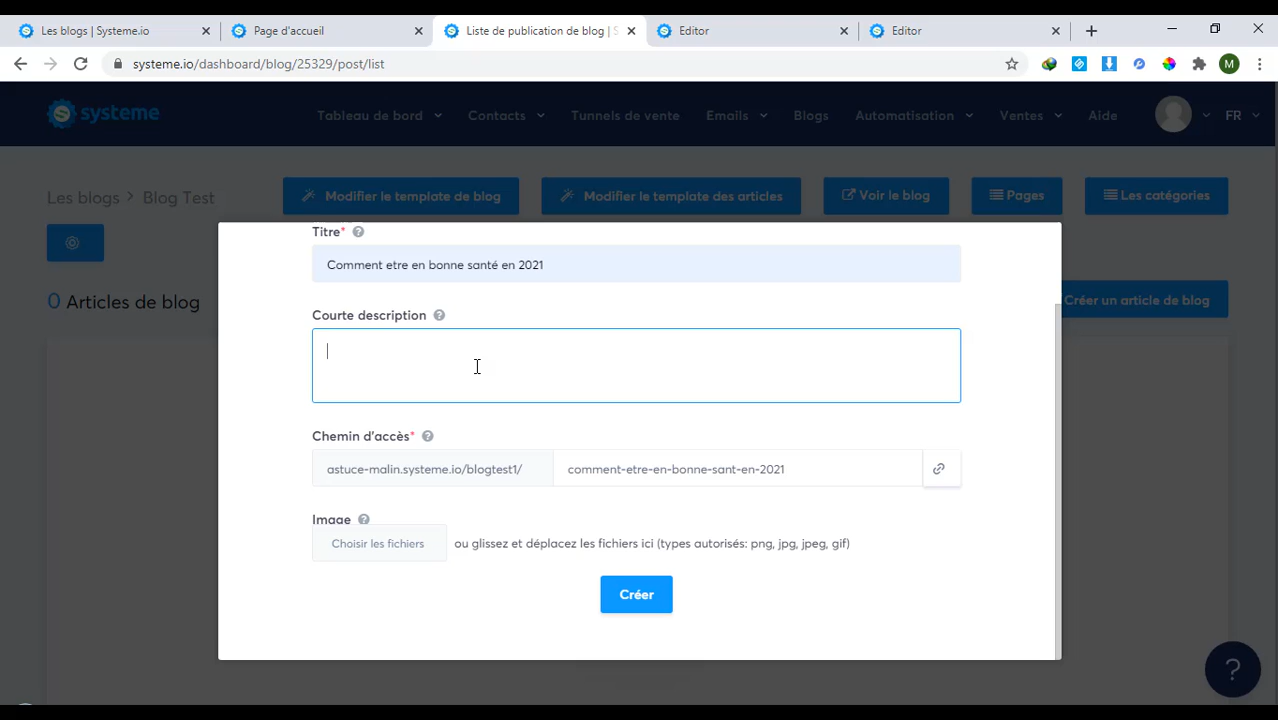 Les blogs | Systeme.io
Page d'accueil
Liste de publication de blog | S
Editor
Editor
systeme.io/dashboard/blog/25329/post/list
M
systeme
Tableau de bord
Contacts
Tunnels de vente
Emails
Blogs
Automatisation
Ventes
Aide
FR
Les blogs > Blog Test
Modifier le template de blog
Modifier le template des articles
Voir le blog
Pages
Les catégories
0 Articles de blog
Créer un article de blog
Titre* ?
Comment etre en bonne santé en 2021
Courte description ?
Chemin d'accès* ?
astuce-malin.systeme.io/blogtest1/
comment-etre-en-bonne-sant-en-2021
Image ?
Choisir les fichiers
ou glissez et déplacez les fichiers ici (types autorisés: png, jpg, jpeg, gif)
Créer
?